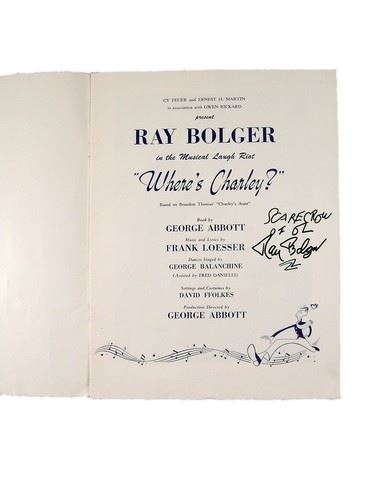 CY FEUER and ERNEST H. MARTIN
in association with GWEN RICKARD
present
RAY BOLGER
in the Musical Laugh Riot
"Where's Charley?"
Based on Brandon Thomas' "Charley's Aunt"
Book by
GEORGE ABBOTT
Music and Lyrics by
FRANK LOESSER
Dances Staged by
GEORGE BALANCHINE
(Assisted by FRED DANIELI)
Settings and Costumes by
DAVID FFOLKES
Production Directed by
GEORGE ABBOTT
SCARECROW
OZ
Ray Bolger